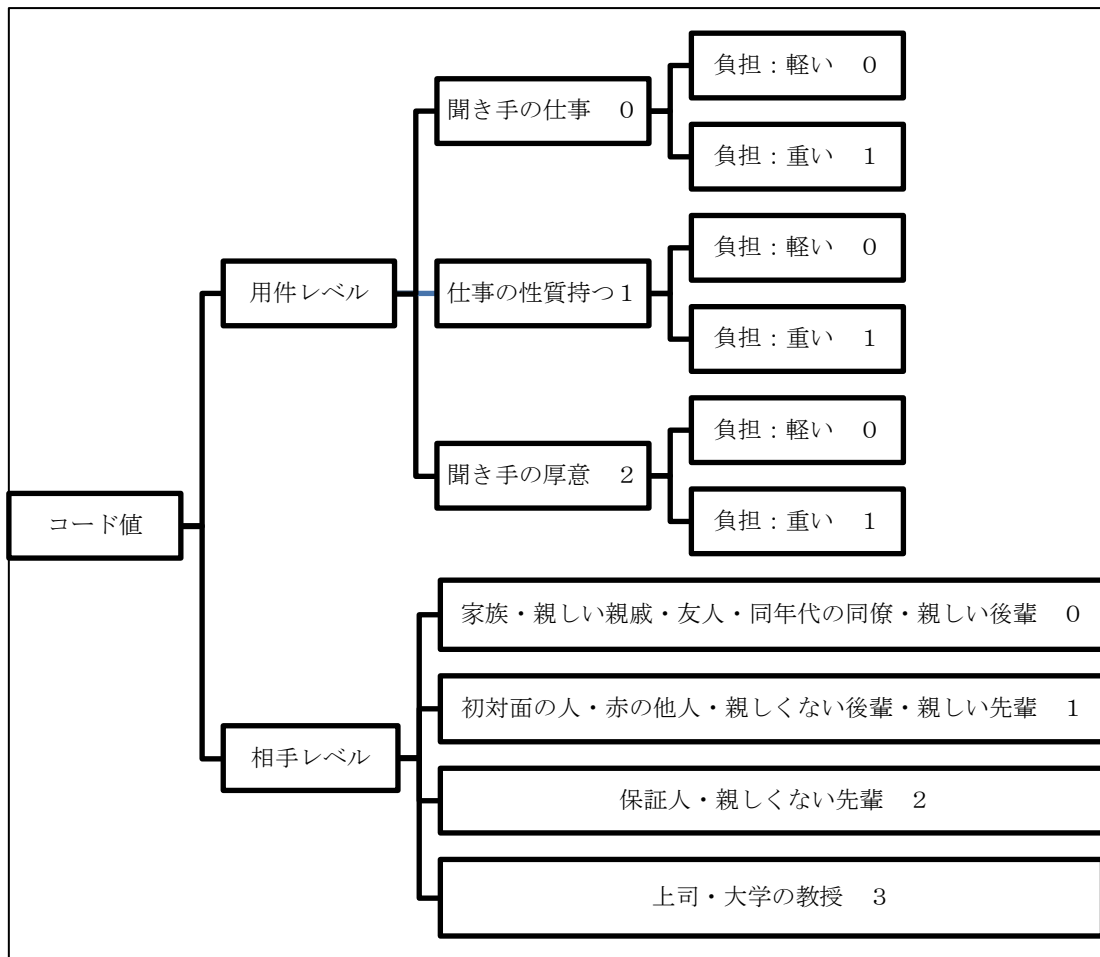 負担：軽い　０
聞き手の仕事　０
負担：重い　１
負担：軽い　０
用件レベル
仕事の性質持つ１
負担：重い　１
負担：軽い　０
聞き手の厚意　２
負担：重い　１
コード値
家族・親しい親戚・友人・同年代の同僚・親しい後輩　０
初対面の人・赤の他人・親しくない後輩・親しい先輩　１
相手レベル
保証人・親しくない先輩　２
上司・大学の教授　３